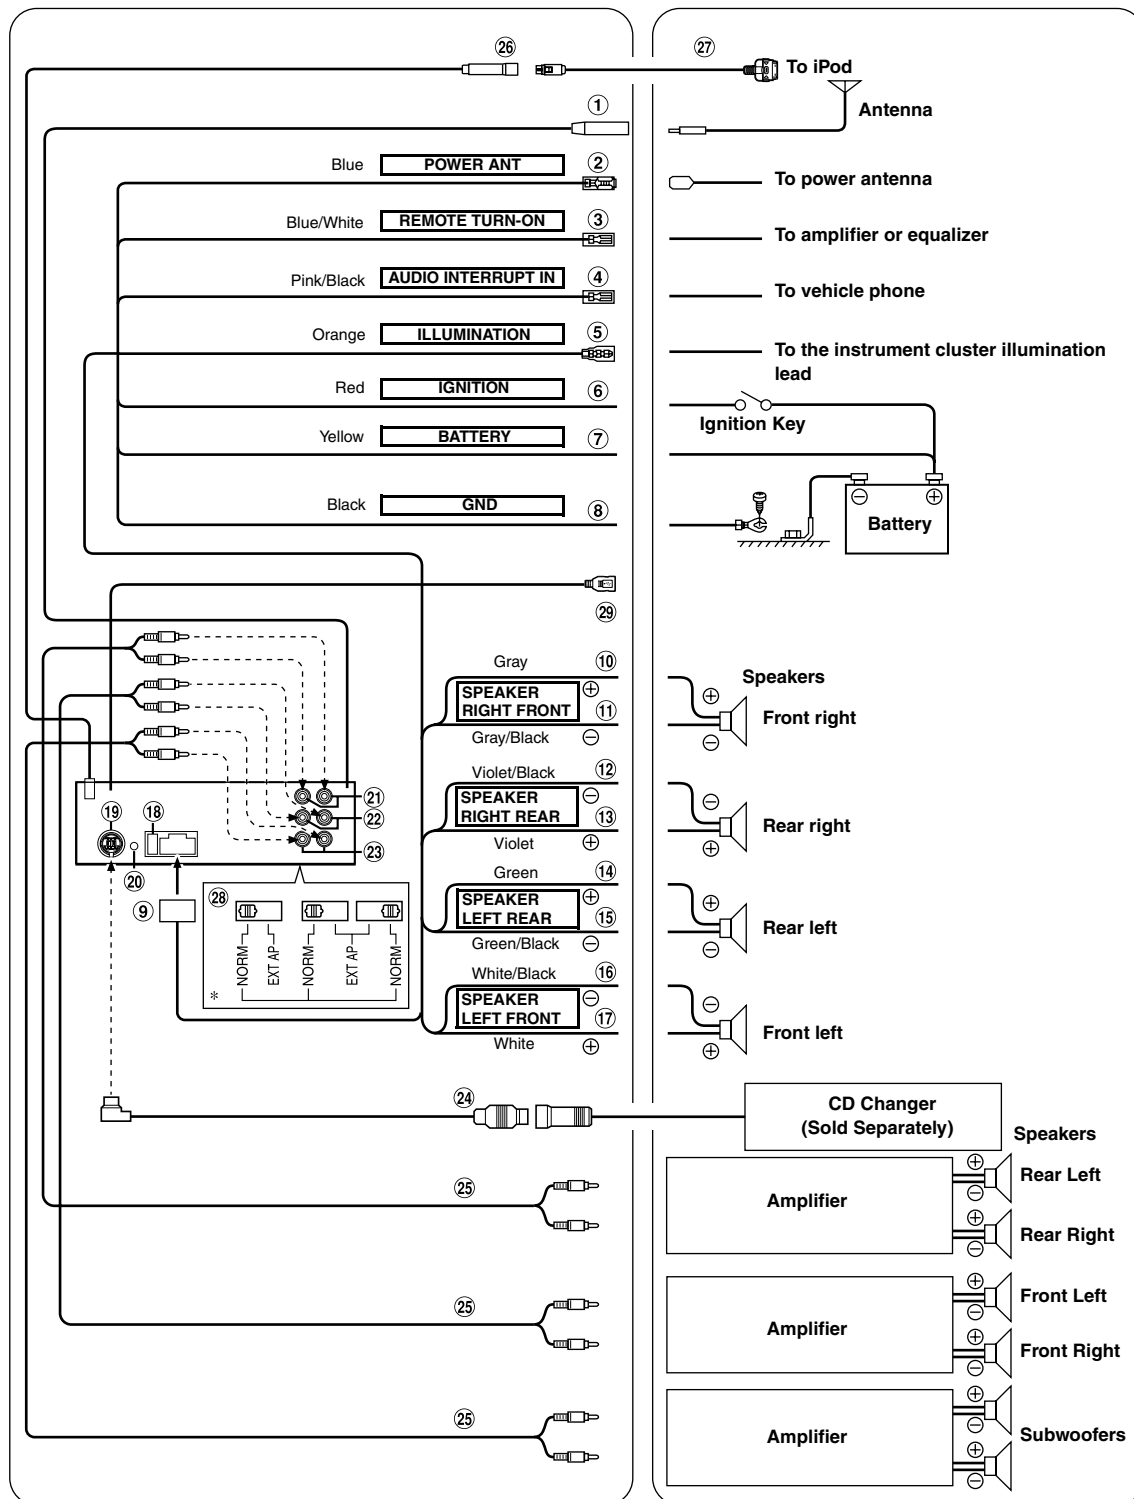 26
27
To iPod
1
Antenna
Blue POWER ANT 2
To power antenna
Blue/White REMOTE TURN-ON 3
To amplifier or equalizer
Pink/Black AUDIO INTERRUPT IN 4
To vehicle phone
Orange ILLUMINATION 5
To the instrument cluster illumination
lead
Red IGNITION 6
Ignition Key
Yellow BATTERY 7
Black GND 8
⊖ ⊕
Battery
29
Gray 10
SPEAKER ⊕
RIGHT FRONT 11
Gray/Black ⊖
Speakers
⊕
Front right
⊖
Violet/Black 12
SPEAKER ⊖
RIGHT REAR 13
Violet ⊕
⊖
Rear right
⊕
Green 14
SPEAKER ⊕
LEFT REAR 15
Green/Black ⊖
⊕
Rear left
⊖
White/Black 16
SPEAKER ⊖
LEFT FRONT 17
White ⊕
⊖
Front left
⊕
19 18 21
22
20 23
9
28
NORM
EXT AP
NORM
EXT AP
NORM
*
24
CD Changer
(Sold Separately)
Speakers
25
Amplifier
⊕
Rear Left
⊖
⊕
Rear Right
⊖
25
Amplifier
⊕
Front Left
⊖
⊕
Front Right
⊖
25
Amplifier
⊕
⊖
Subwoofers
⊕
⊖